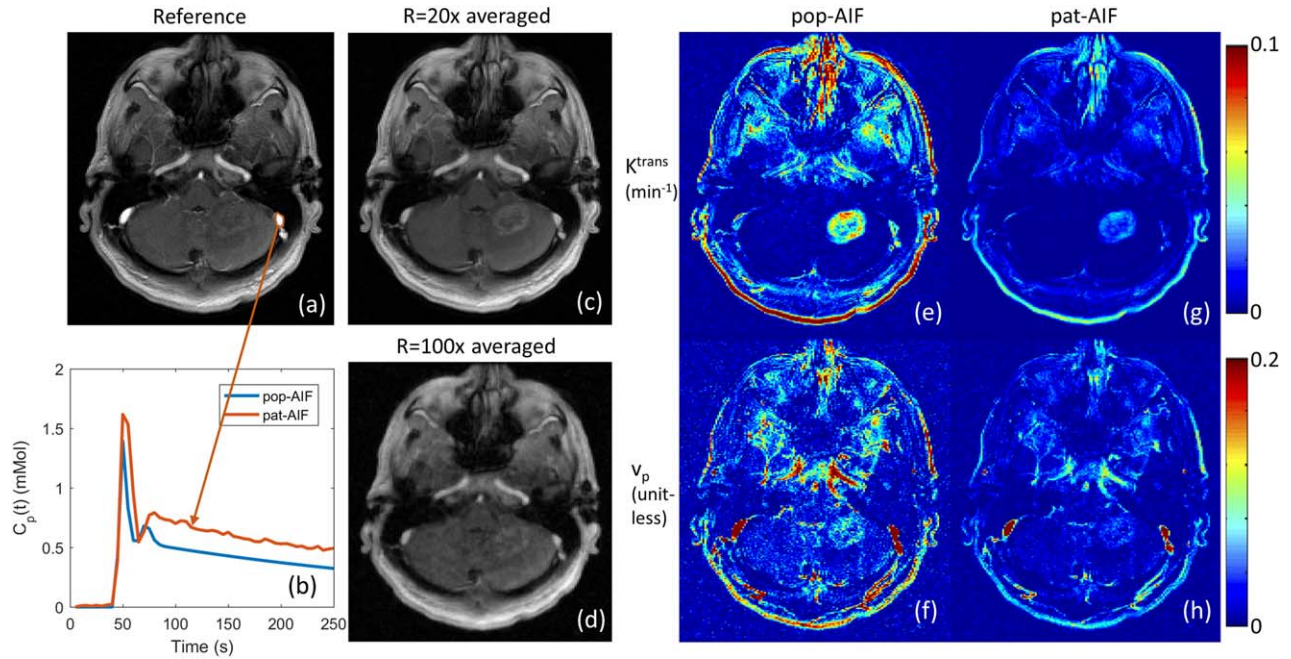 Reference
R=20x averaged
pop-AIF
pat-AIF
(a)
(c)
(e)
(g)
K^trans
(min^-1)
0.1
0
R=100x averaged
2
1.5
1
0.5
0
C_p(t) (mMol)
pop-AIF
pat-AIF
(b)
0
50
100
150
200
250
Time (s)
(d)
v_p
(unit-
less)
(f)
(h)
0.2
0